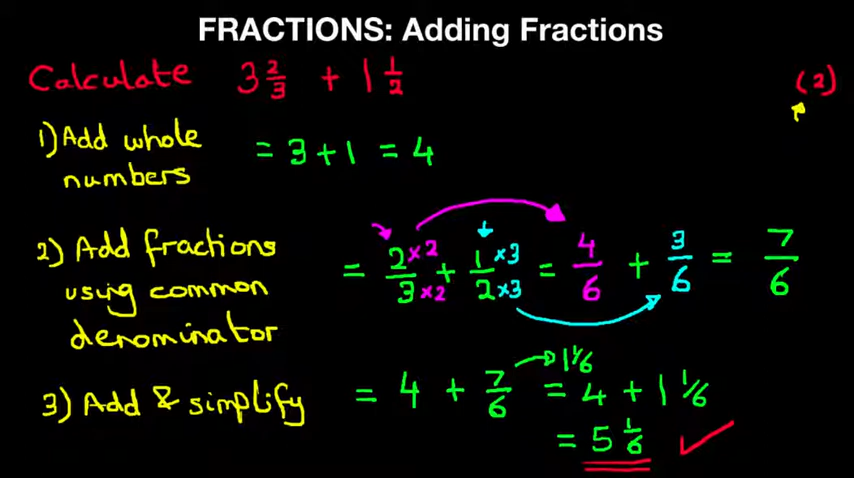 FRACTIONS: Adding Fractions
Calculate 3 2/3 + 1 1/2 (2)
1) Add whole numbers = 3 + 1 = 4
2) Add fractions using common denominator
= 2×2/3×2 + 1×3/2×3 = 4/6 + 3/6 = 7/6
3) Add & simplify = 4 + 7/6 → 1 1/6 = 4 + 1 1/6
= 5 1/6